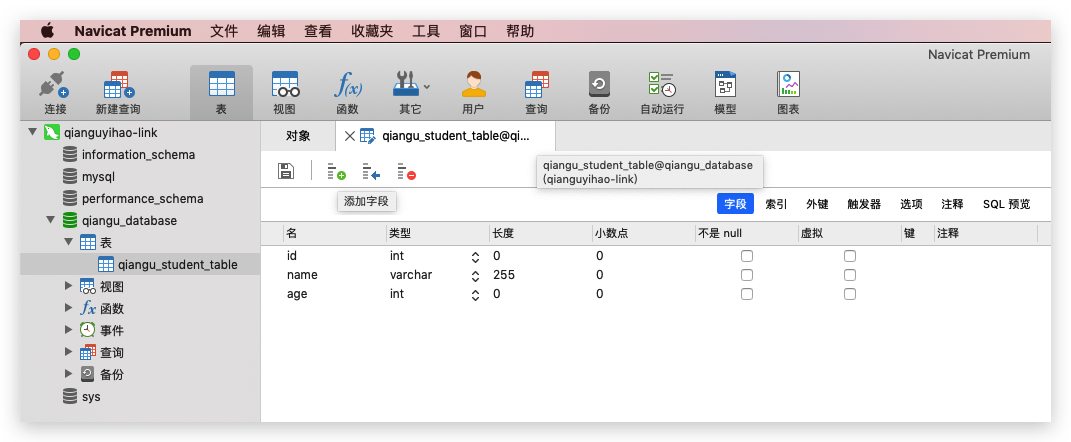 Navicat Premium 文件 编辑 查看 收藏夹 工具 窗口 帮助
Navicat Premium
连接 新建查询 表 视图 函数 其它 用户 查询 备份 自动运行 模型 图表
qianguyihao-link
information_schema
mysql
performance_schema
qiangu_database
表
qiangu_student_table
视图
函数
事件
查询
备份
sys
对象 qiangu_student_table@qi...
qiangu_student_table@qiangu_database
(qianguyihao-link)
添加字段
字段 索引 外键 触发器 选项 注释 SQL 预览
名 类型 长度 小数点 不是 null 虚拟 键 注释
id int 0 0
name varchar 255 0
age int 0 0